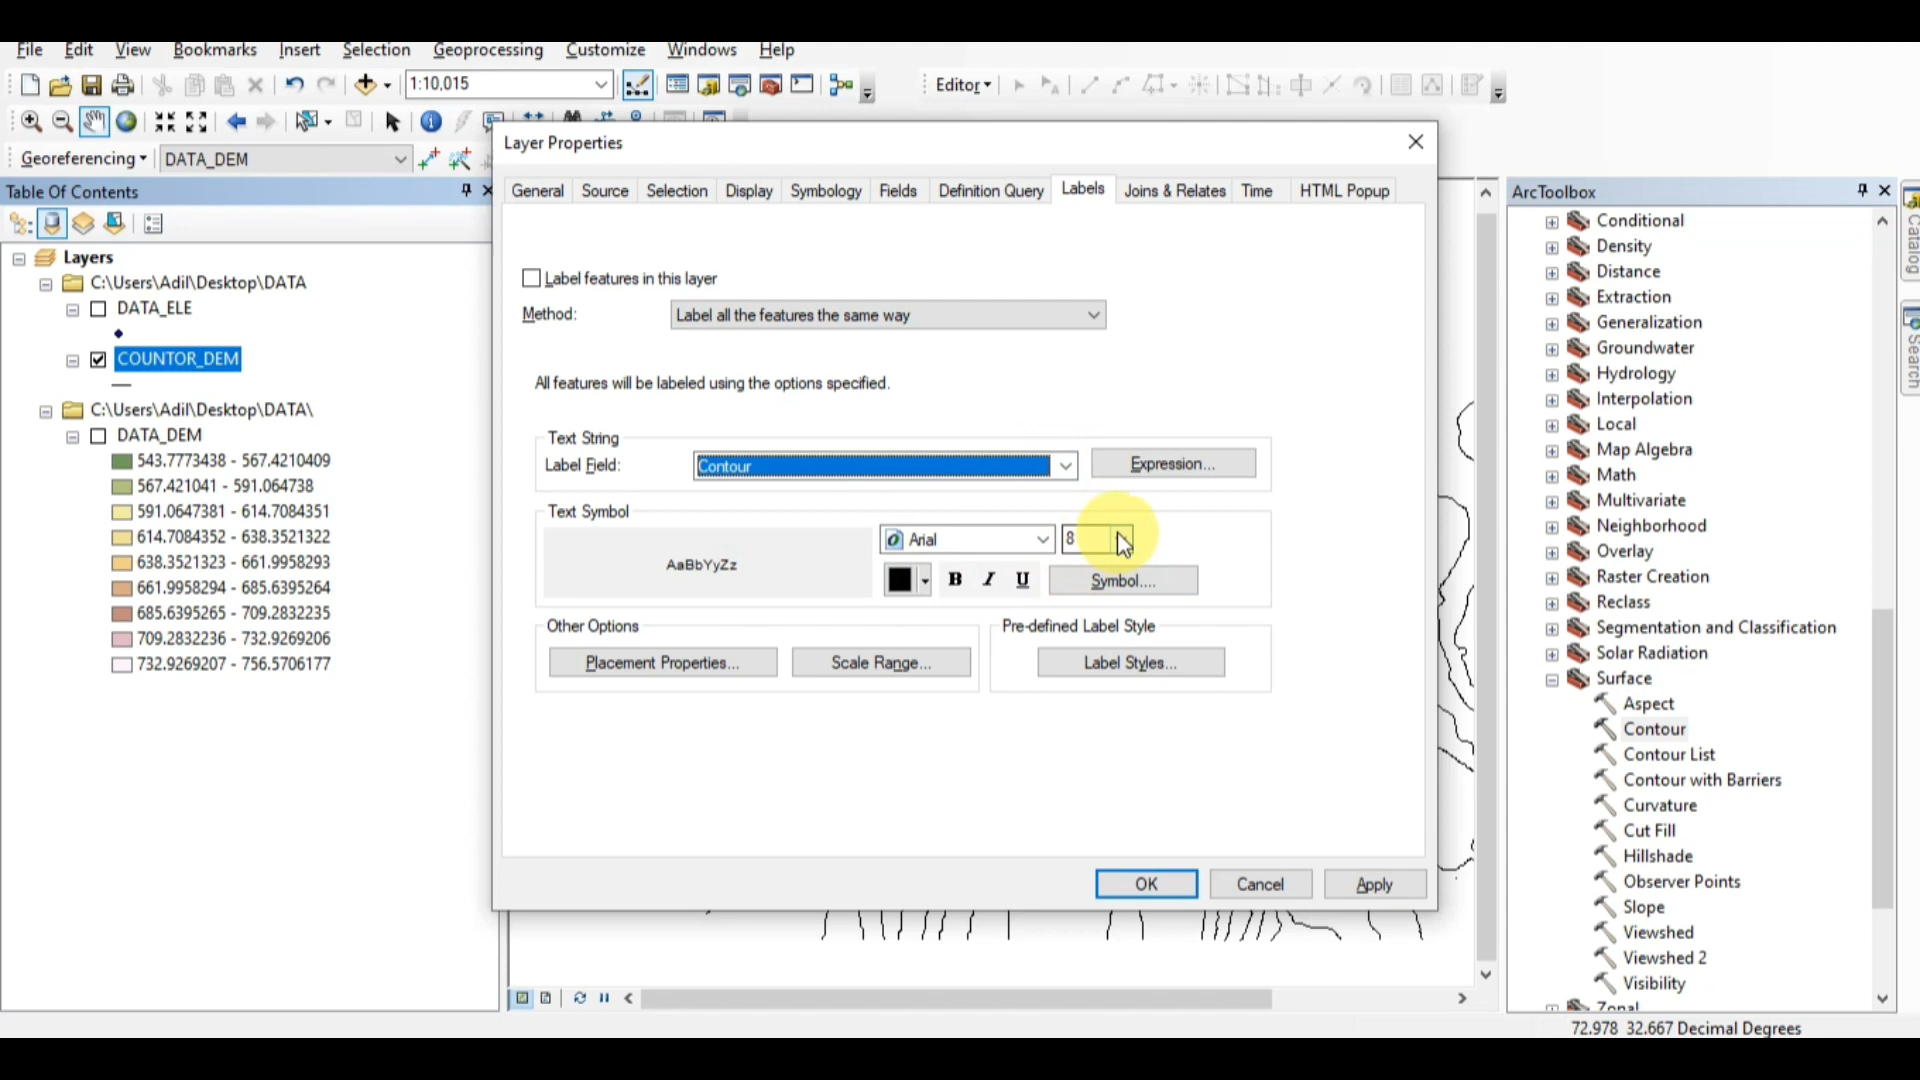 File Edit View Bookmarks Insert Selection Geoprocessing Customize Windows Help
1:10,015
Editor
Georeferencing DATA_DEM
Table Of Contents
Layers
C:\Users\Adil\Desktop\DATA
DATA_ELE
COUNTOR_DEM
C:\Users\Adil\Desktop\DATA\
DATA_DEM
543.7773438 - 567.4210409
567.421041 - 591.064738
591.0647381 - 614.7084351
614.7084352 - 638.3521322
638.3521323 - 661.9958293
661.9958294 - 685.6395264
685.6395265 - 709.2832235
709.2832236 - 732.9269206
732.9269207 - 756.5706177
Layer Properties
General Source Selection Display Symbology Fields Definition Query Labels Joins & Relates Time HTML Popup
Label features in this layer
Method: Label all the features the same way
All features will be labeled using the options specified.
Text String
Label Field: Contour Expression...
Text Symbol
AaBbYyZz
Arial 8
B I U Symbol....
Other Options
Placement Properties... Scale Range...
Pre-defined Label Style
Label Styles...
OK Cancel Apply
ArcToolbox
Conditional
Density
Distance
Extraction
Generalization
Groundwater
Hydrology
Interpolation
Local
Map Algebra
Math
Multivariate
Neighborhood
Overlay
Raster Creation
Reclass
Segmentation and Classification
Solar Radiation
Surface
Aspect
Contour
Contour List
Contour with Barriers
Curvature
Cut Fill
Hillshade
Observer Points
Slope
Viewshed
Viewshed 2
Visibility
Zonal
Catalog
Search
72.978 32.667 Decimal Degrees